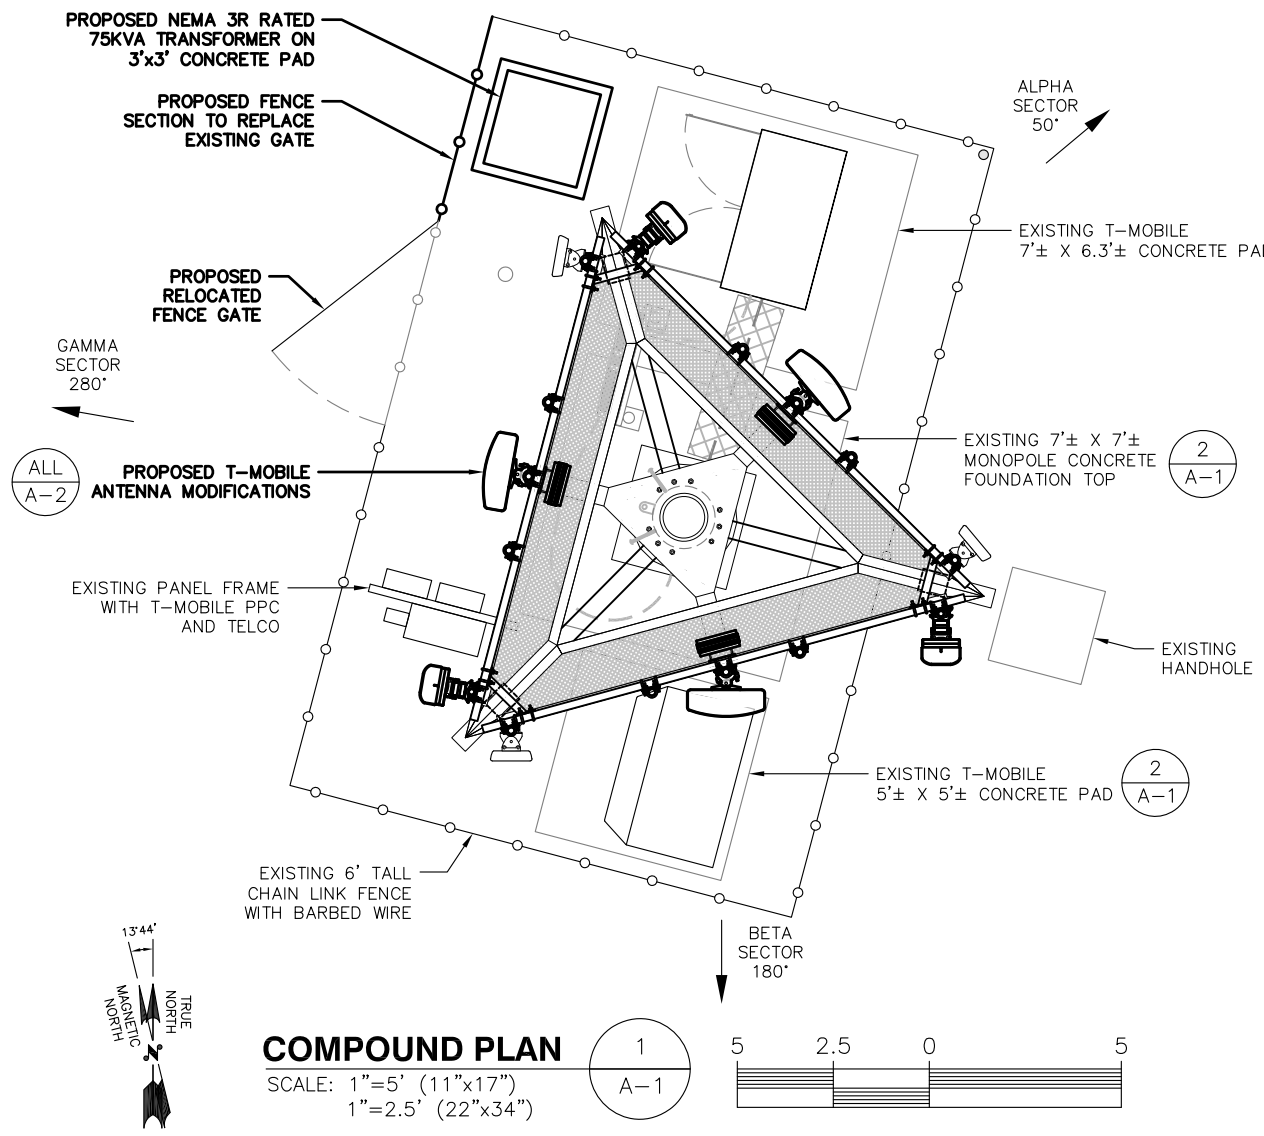 PROPOSED NEMA 3R RATED
75KVA TRANSFORMER ON
3'x3' CONCRETE PAD
PROPOSED FENCE
SECTION TO REPLACE
EXISTING GATE
ALPHA
SECTOR
50°
EXISTING T-MOBILE
7'± X 6.3'± CONCRETE
PROPOSED
RELOCATED
FENCE GATE
GAMMA
SECTOR
280°
ALL
A-2
PROPOSED T-MOBILE
ANTENNA MODIFICATIONS
EXISTING 7'± X 7'±
MONOPOLE CONCRETE
FOUNDATION TOP
2
A-1
EXISTING PANEL FRAME
WITH T-MOBILE PPC
AND TELCO
EXISTING
HANDHOLE
EXISTING T-MOBILE
5'± X 5'± CONCRETE PAD
2
A-1
EXISTING 6' TALL
CHAIN LINK FENCE
WITH BARBED WIRE
BETA
SECTOR
180°
13°44'
TRUE
NORTH
MAGNETIC
NORTH
N
COMPOUND PLAN
SCALE: 1"=5' (11"x17")
1"=2.5' (22"x34")
1
A-1
5 2.5 0 5